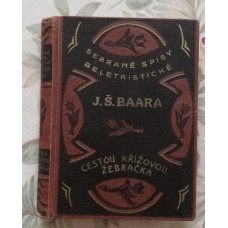 SEBRANÉ SPISY
BELETRISTICKÉ
J.Š.BAARA
CESTOU KŘÍŽOVOU
ŽEBRAČKA